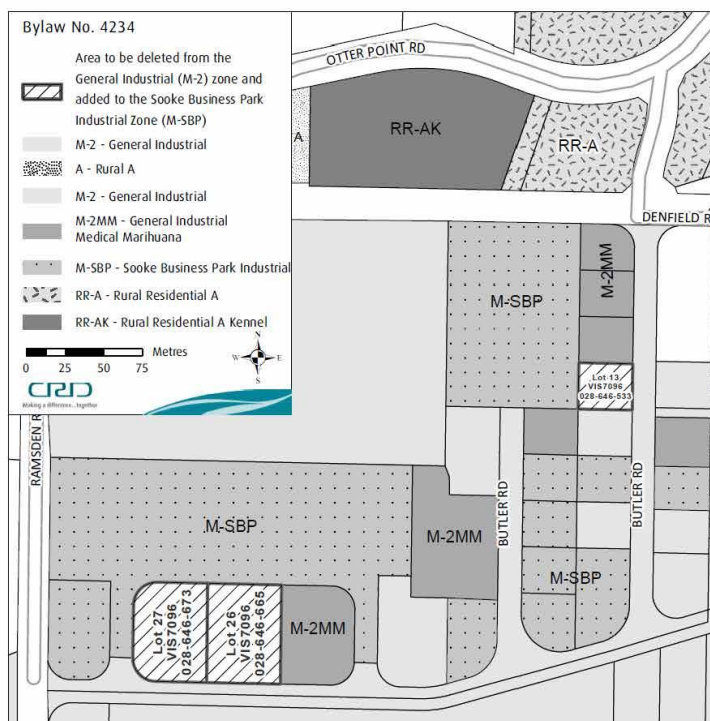 Bylaw No. 4234
Area to be deleted from the
General Industrial (M-2) zone and
added to the Sooke Business Park
Industrial Zone (M-SBP)
M-2 - General Industrial
A - Rural A
M-2 - General Industrial
M-2MM - General Industrial
Medical Marihuana
M-SBP - Sooke Business Park Industrial
RR-A - Rural Residential A
RR-AK - Rural Residential A Kennel
Metres
0 25 50 75
N
W E
S
CRD
Making a difference...together
OTTER POINT RD
A
RR-AK
RR-A
DENFIELD R
M-2MM
M-SBP
Lot 13
VIS7096
028-646-533
RAMSDEN R
M-SBP
M-2MM
BUTLER RD
BUTLER RD
M-SBP
Lot 27
VIS7096
028-646-673
Lot 26
VIS7096
028-646-665
M-2MM